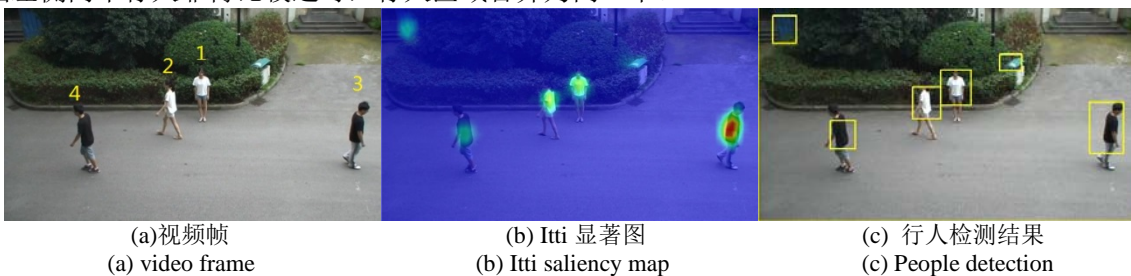 1
2
3
4
(a)视频帧
(b) Itti 显著图
(c) 行人检测结果
(a) video frame
(b) Itti saliency map
(c) People detection